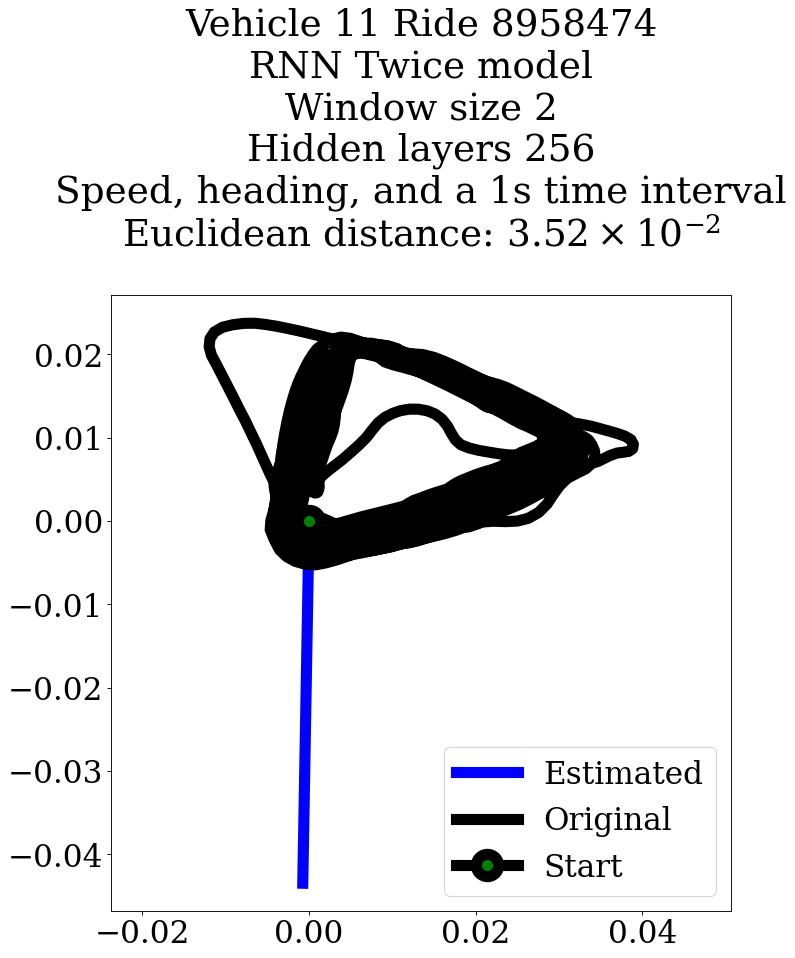 Vehicle 11 Ride 8958474
RNN Twice model
Window size 2
Hidden layers 256
Speed, heading, and a 1s time interval
Euclidean distance: 3.52 × 10⁻²
0.02
0.01
0.00
−0.01
−0.02
−0.03
−0.04
Estimated
Original
Start
−0.02 0.00 0.02 0.04